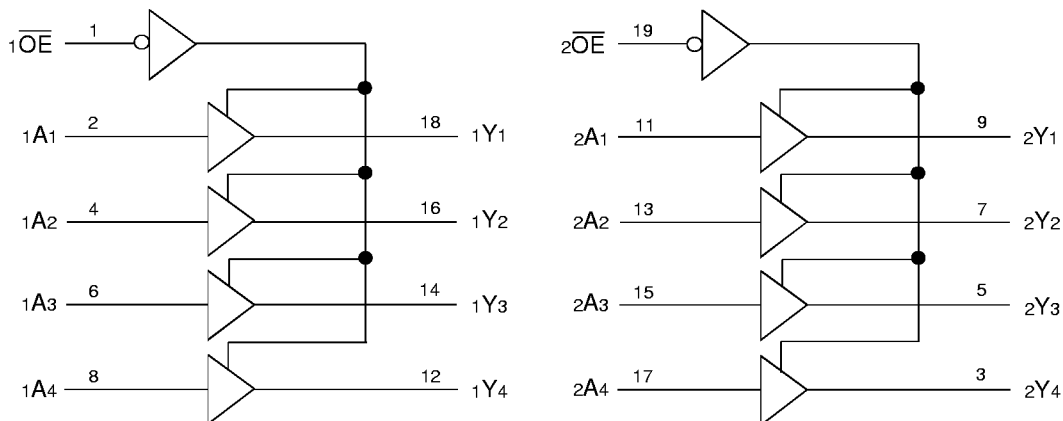 1OE 1 2OE 19
1A1 2 18 1Y1 2A1 11 9 2Y1
1A2 4 16 1Y2 2A2 13 7 2Y2
1A3 6 14 1Y3 2A3 15 5 2Y3
1A4 8 12 1Y4 2A4 17 3 2Y4